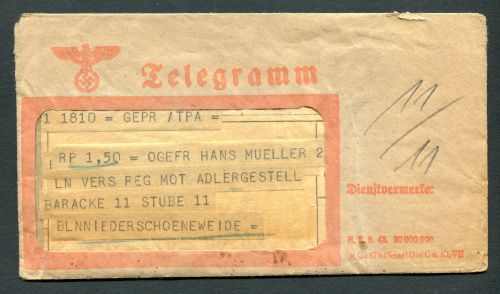 Telegramm
1 1810 = GEPR ATPA =
RP 1,50 = OGEFR HANS MUELLER 2
LN VERS REG MOT ADLERGESTELL
BARACKE 11 STUBE 11
BLNNIEDERSCHOENEWEIDE =
11/11
Dienstvermerke: